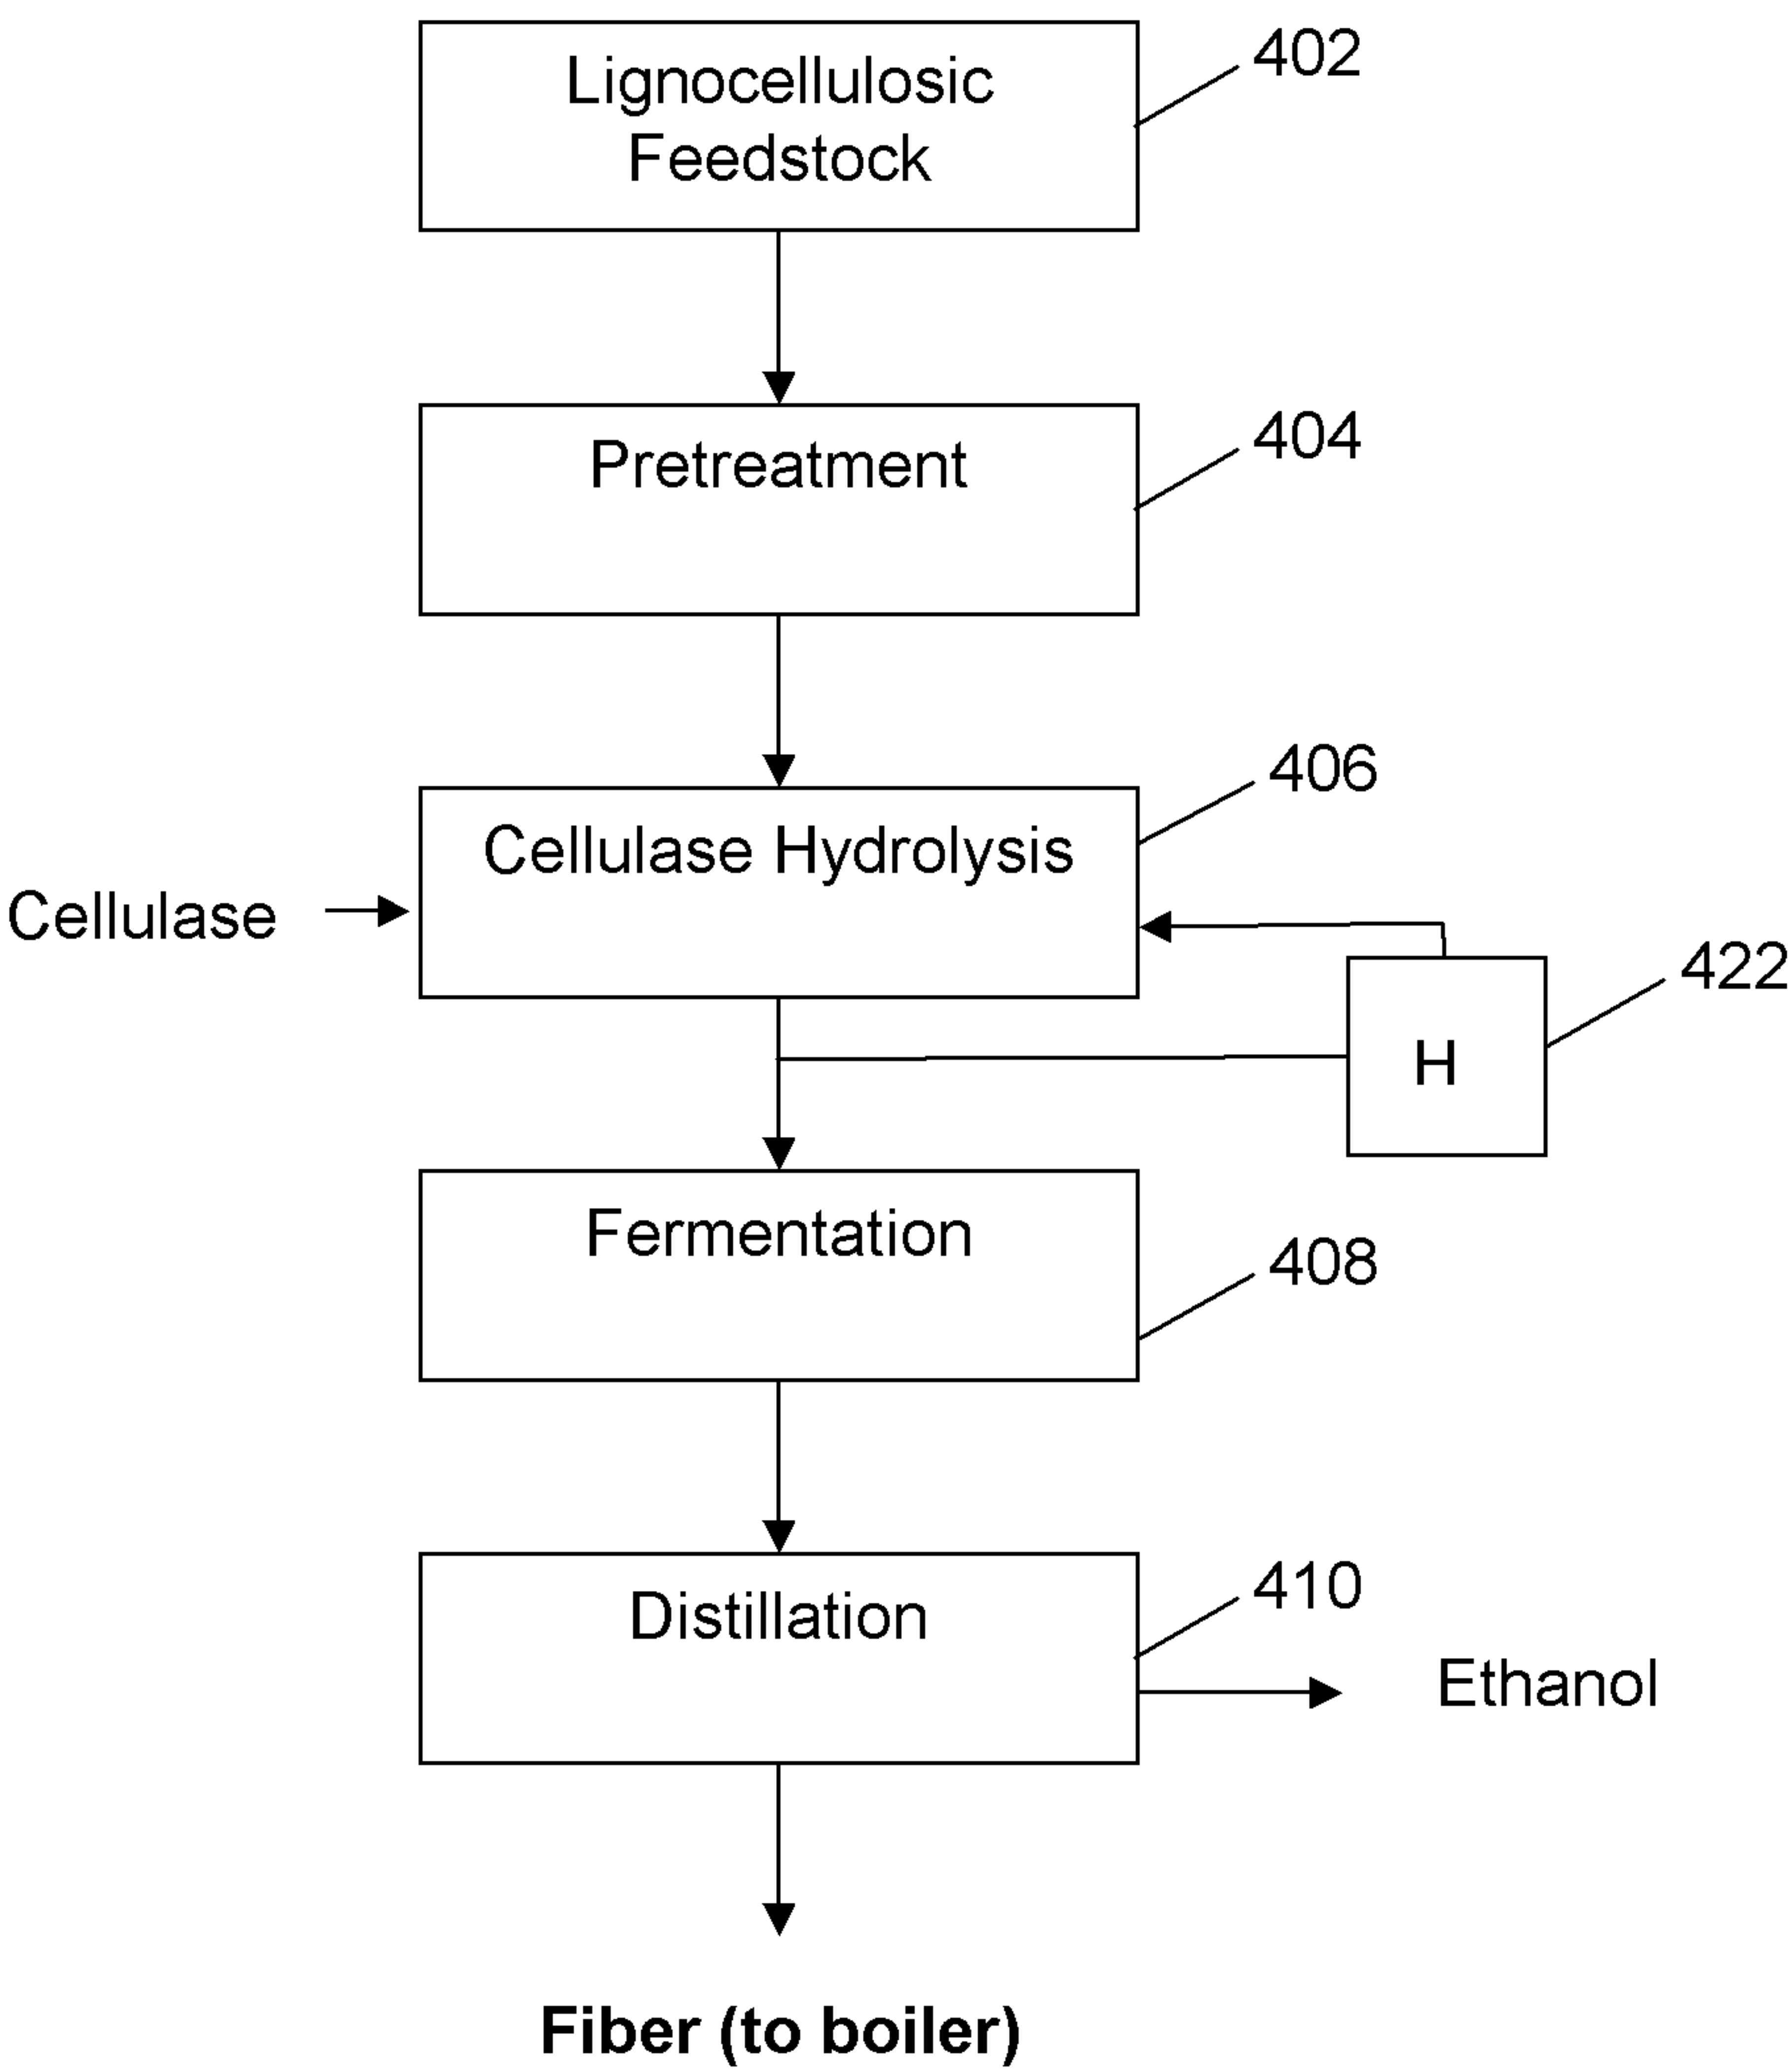 402
Lignocellulosic
Feedstock
404
Pretreatment
406
Cellulase Hydrolysis
Cellulase
422
H
Fermentation
408
410
Distillation
Ethanol
Fiber (to boiler)